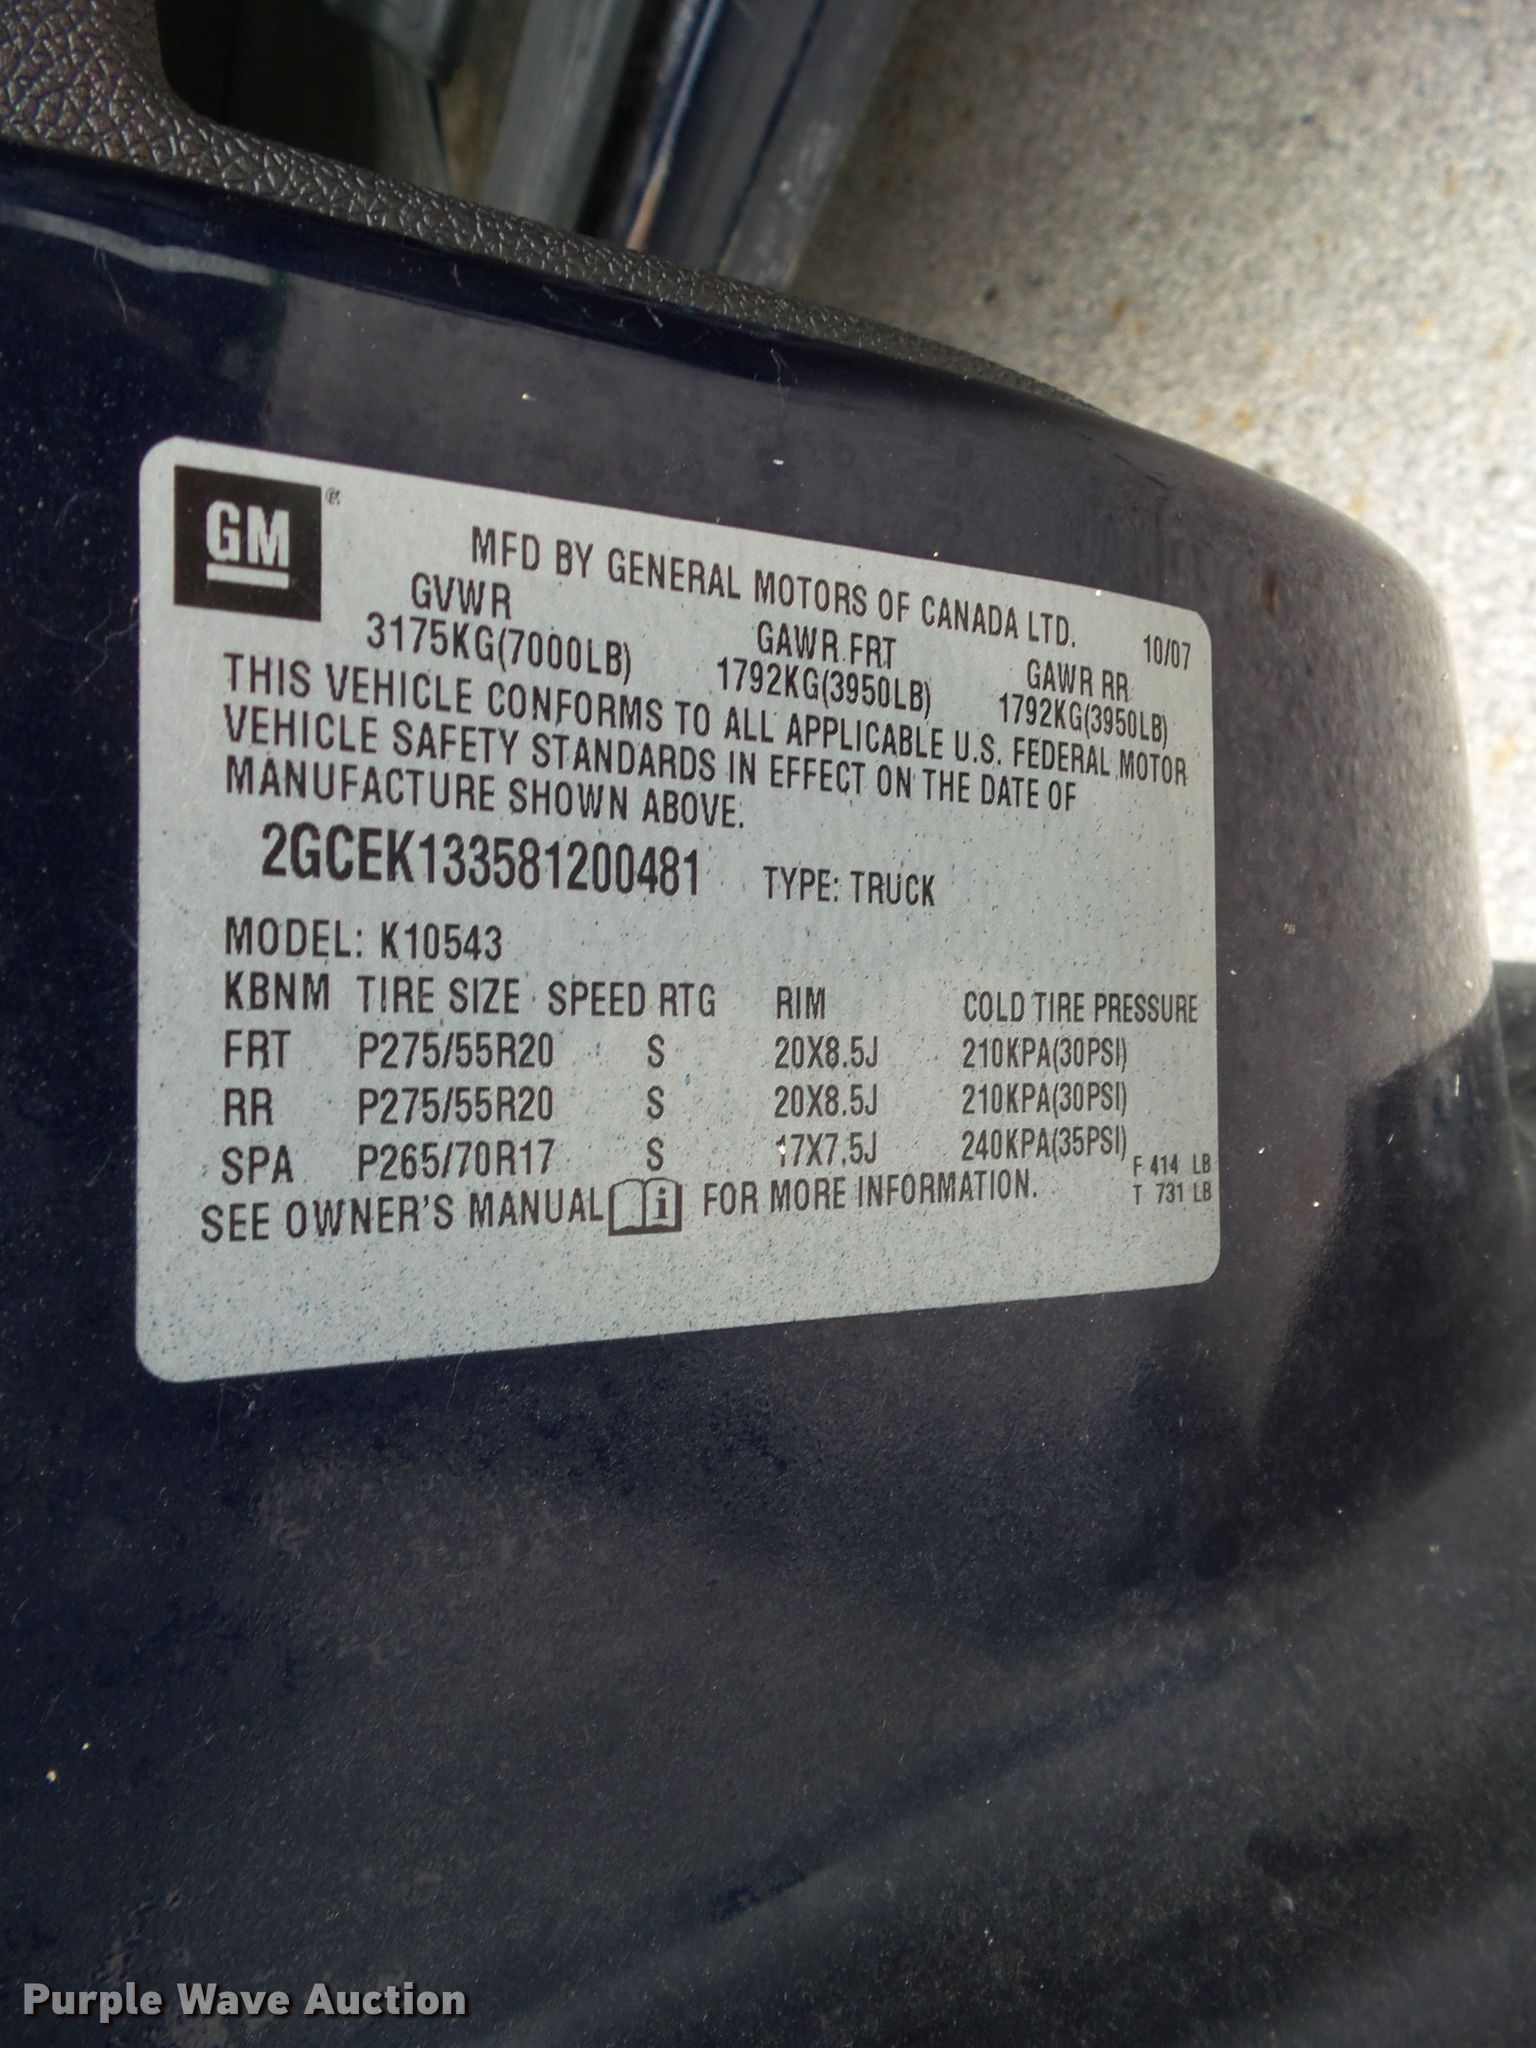 GM®
MFD BY GENERAL MOTORS OF CANADA LTD. 10/07
GVWR GAWR FRT GAWR RR
3175KG(7000LB) 1792KG(3950LB) 1792KG(3950LB)
THIS VEHICLE CONFORMS TO ALL APPLICABLE U.S. FEDERAL MOTOR
VEHICLE SAFETY STANDARDS IN EFFECT ON THE DATE OF
MANUFACTURE SHOWN ABOVE.
2GCEK133581200481 TYPE: TRUCK
MODEL: K10543
KBNM TIRE SIZE SPEED RTG RIM COLD TIRE PRESSURE
FRT P275/55R20 S 20X8.5J 210KPA(30PSI)
RR P275/55R20 S 20X8.5J 210KPA(30PSI)
SPA P265/70R17 S 17X7.5J 240KPA(35PSI)
F 414 LB
T 731 LB
SEE OWNER'S MANUAL i FOR MORE INFORMATION.
Purple Wave Auction